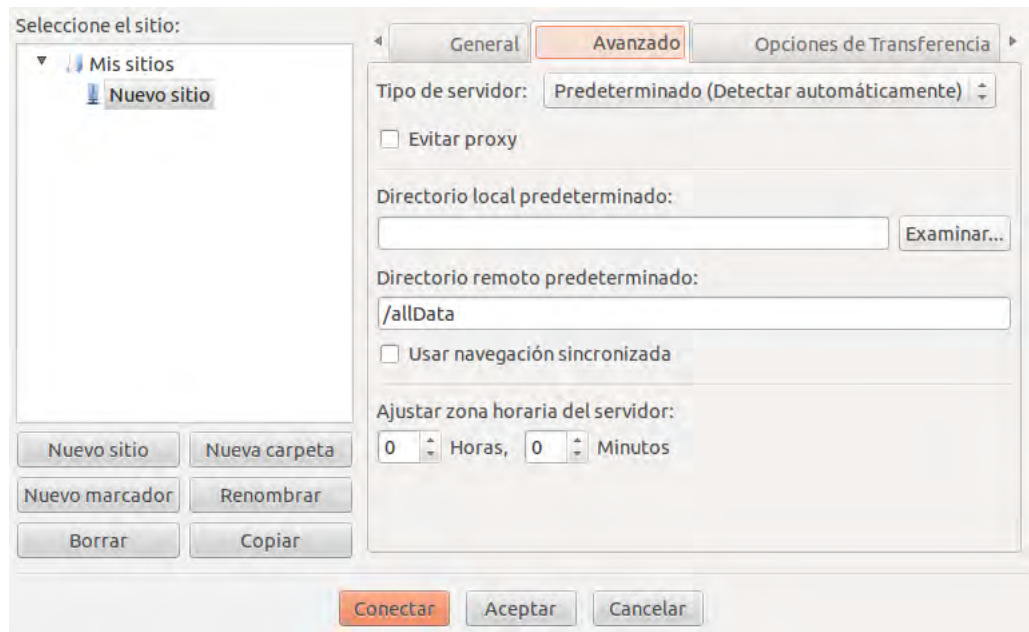 Seleccione el sitio:
Mis sitios
Nuevo sitio
Nuevo sitio
Nueva carpeta
Nuevo marcador
Renombrar
Borrar
Copiar
General
Avanzado
Opciones de Transferencia
Tipo de servidor:
Predeterminado (Detectar automáticamente)
Evitar proxy
Directorio local predeterminado:
Examinar...
Directorio remoto predeterminado:
/allData
Usar navegación sincronizada
Ajustar zona horaria del servidor:
0 Horas, 0 Minutos
Conectar
Aceptar
Cancelar